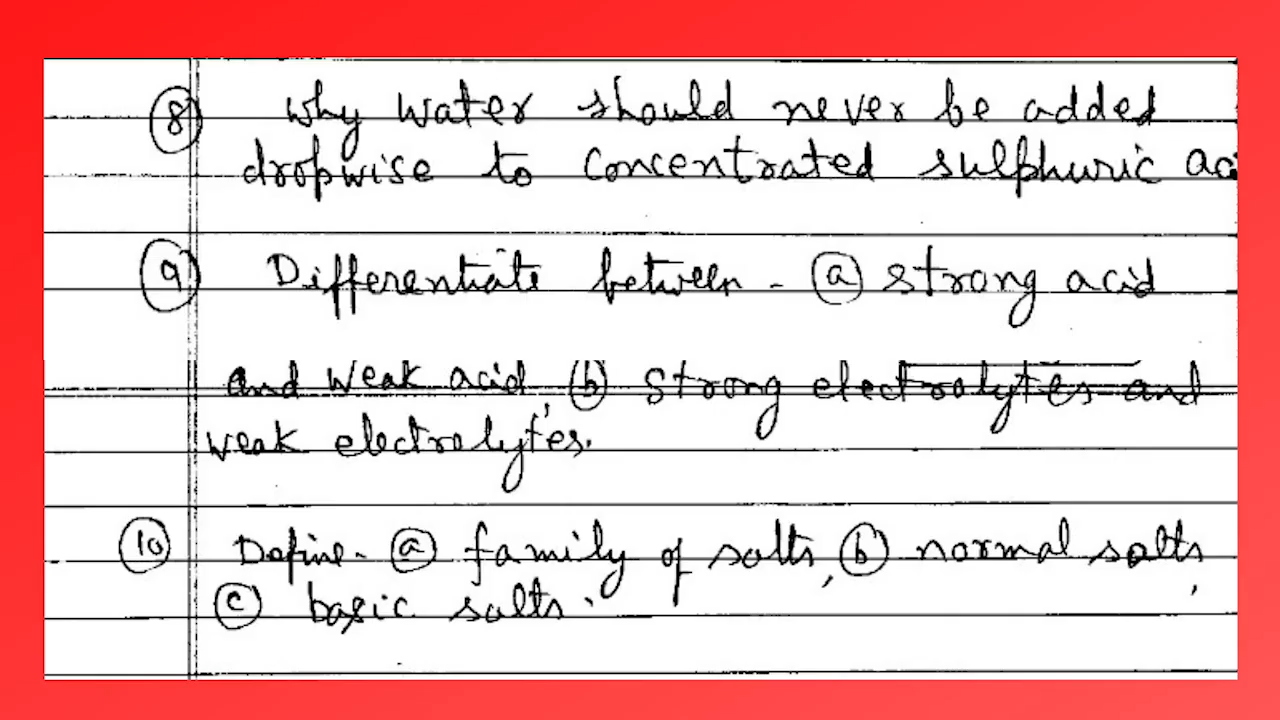 ⑧ Why water should never be added
dropwise to concentrated sulphuric aci
⑨ Differentiate between - ⓐ strong acid
and weak acid, ⓑ strong electrolytes and
weak electrolytes.
⑩ Define - ⓐ family of salts, ⓑ normal salts,
ⓒ basic salts.